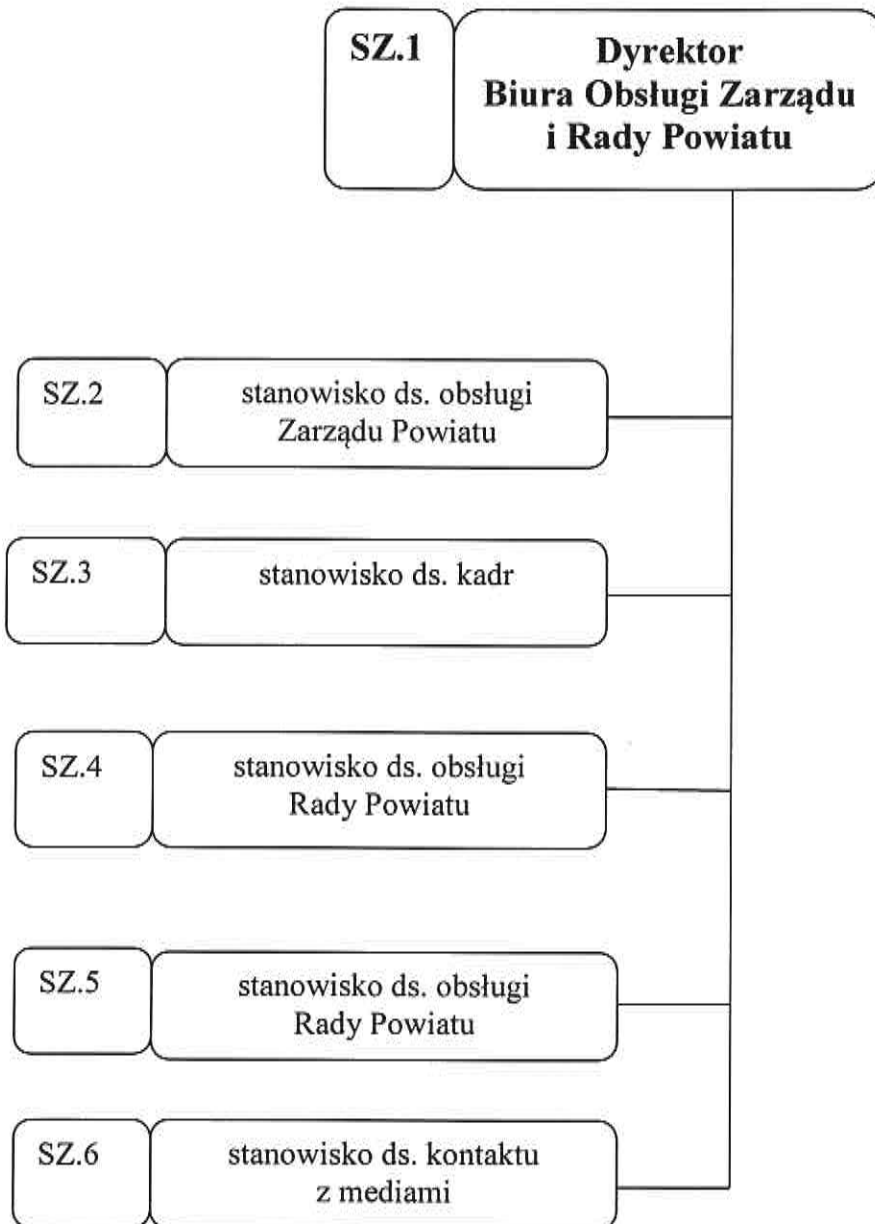 SZ.1
Dyrektor
Biura Obsługi Zarządu
i Rady Powiatu
SZ.2
stanowisko ds. obsługi
Zarządu Powiatu
SZ.3
stanowisko ds. kadr
SZ.4
stanowisko ds. obsługi
Rady Powiatu
SZ.5
stanowisko ds. obsługi
Rady Powiatu
SZ.6
stanowisko ds. kontaktu
z mediami